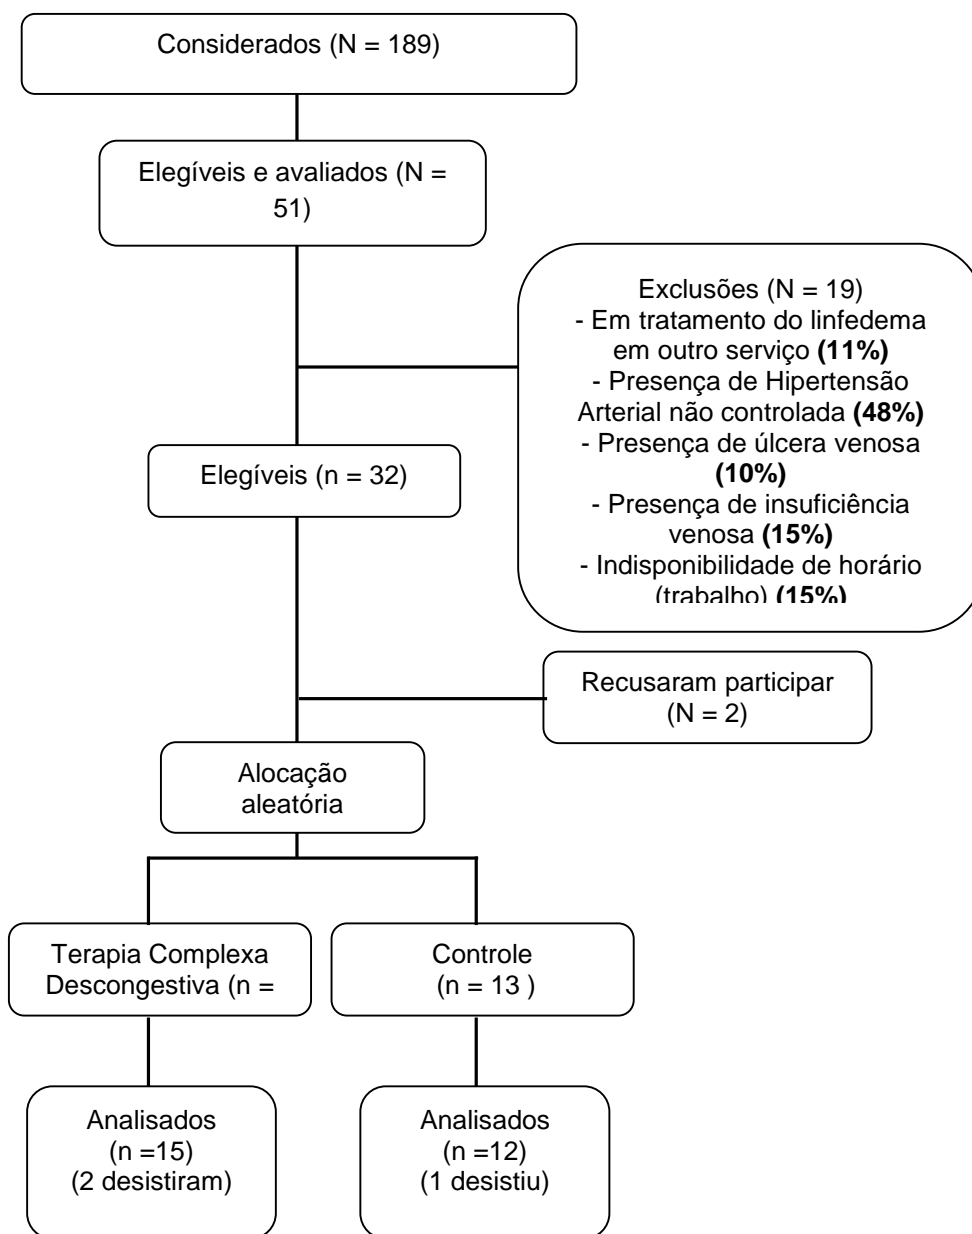 Considerados (N = 189)
Elegíveis e avaliados (N =
51)
Exclusões (N = 19)
- Em tratamento do linfedema
em outro serviço (11%)
- Presença de Hipertensão
Arterial não controlada (48%)
- Presença de úlcera venosa
(10%)
- Presença de insuficiência
venosa (15%)
- Indisponibilidade de horário
(trabalho) (15%)
Elegíveis (n = 32)
Recusaram participar
(N = 2)
Alocação
aleatória
Terapia Complexa
Descongestiva (n =
Controle
(n = 13 )
Analisados
(n =15)
(2 desistiram)
Analisados
(n =12)
(1 desistiu)